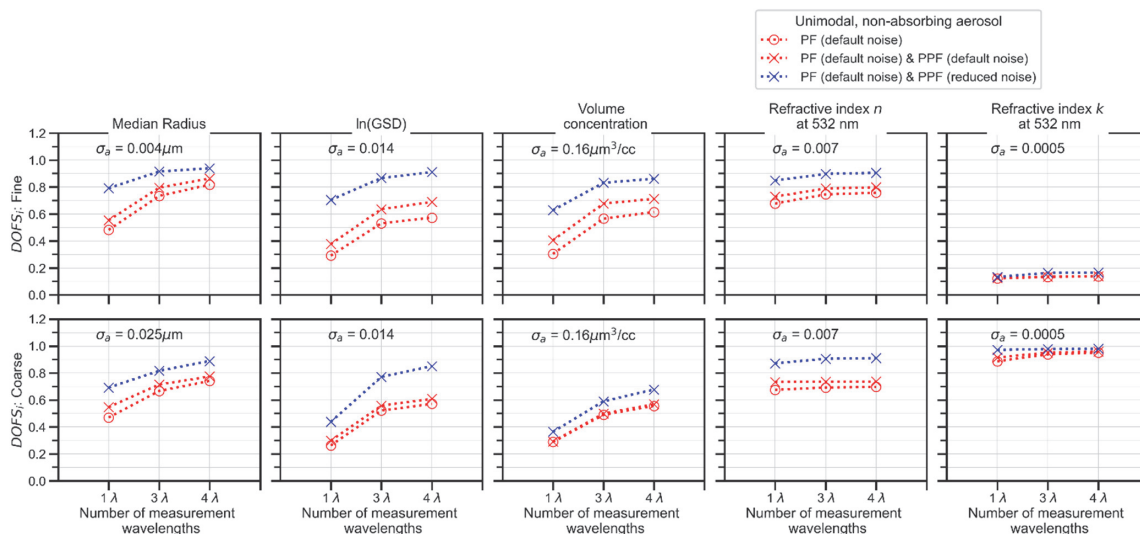 Unimodal, non-absorbing aerosol
PF (default noise)
PF (default noise) & PPF (default noise)
PF (default noise) & PPF (reduced noise)
Median Radius
ln(GSD)
Volume
concentration
Refractive index n
at 532 nm
Refractive index k
at 532 nm
DOFSᵢ: Fine
1.2
1.0
0.8
0.6
0.4
0.2
0.0
σₐ = 0.004μm
σₐ = 0.014
σₐ = 0.16μm³/cc
σₐ = 0.007
σₐ = 0.0005
DOFSᵢ: Coarse
1.2
1.0
0.8
0.6
0.4
0.2
0.0
σₐ = 0.025μm
σₐ = 0.014
σₐ = 0.16μm³/cc
σₐ = 0.007
σₐ = 0.0005
1 λ 3 λ 4 λ
Number of measurement
wavelengths
1 λ 3 λ 4 λ
Number of measurement
wavelengths
1 λ 3 λ 4 λ
Number of measurement
wavelengths
1 λ 3 λ 4 λ
Number of measurement
wavelengths
1 λ 3 λ 4 λ
Number of measurement
wavelengths